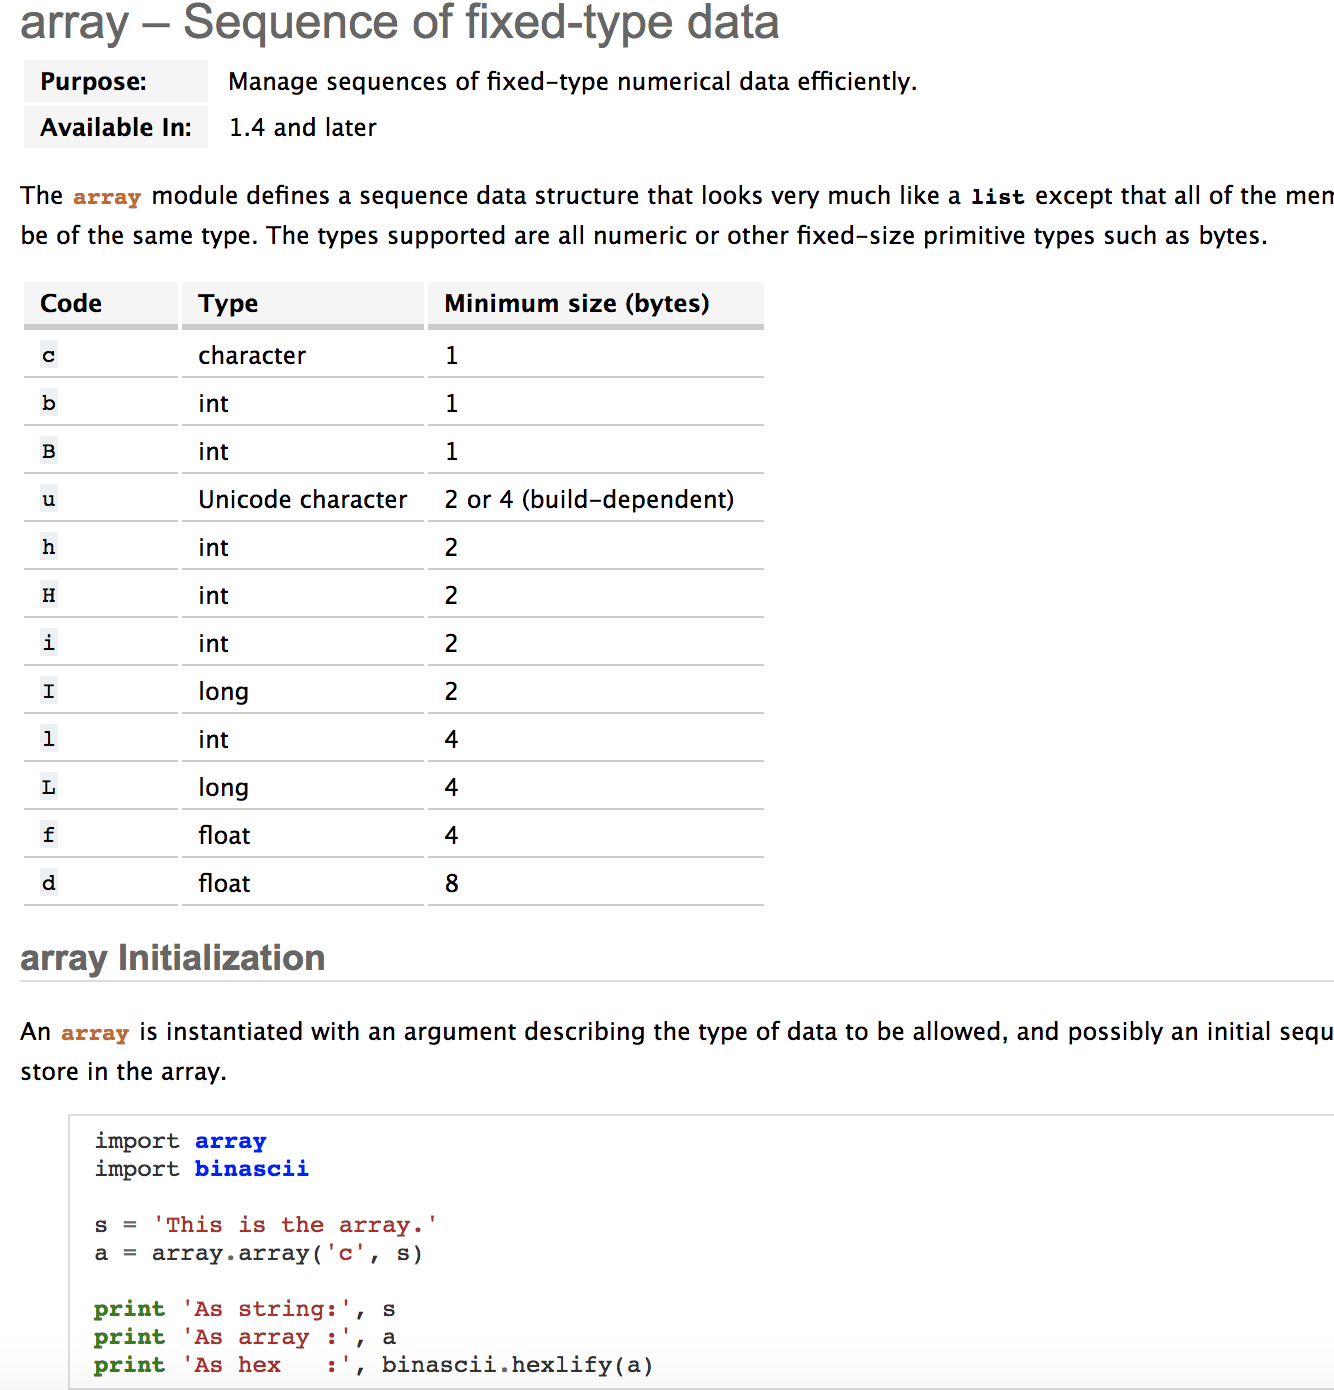 array – Sequence of fixed-type data
Purpose: Manage sequences of fixed-type numerical data efficiently.
Available In: 1.4 and later
The array module defines a sequence data structure that looks very much like a list except that all of the
be of the same type. The types supported are all numeric or other fixed-size primitive types such as bytes.
Code Type Minimum size (bytes)
c character 1
b int 1
B int 1
u Unicode character 2 or 4 (build-dependent)
h int 2
H int 2
i int 2
I long 2
l int 4
L long 4
f float 4
d float 8
array Initialization
An array is instantiated with an argument describing the type of data to be allowed, and possibly an initial sequ
store in the array.
import array
import binascii
s = 'This is the array.'
a = array.array('c', s)
print 'As string:', s
print 'As array :', a
print 'As hex   :', binascii.hexlify(a)